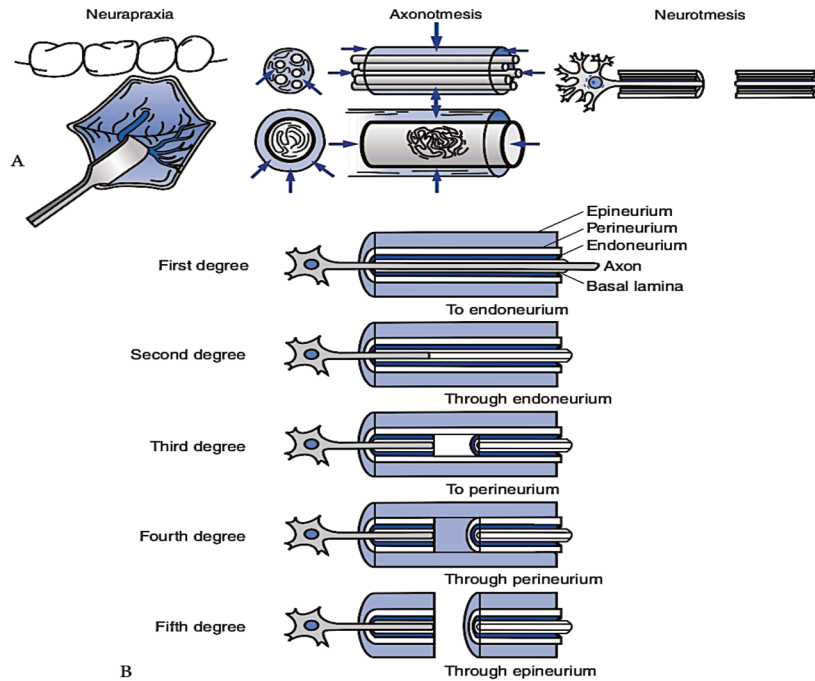 Neurapraxia
Axonotmesis
Neurotmesis
A
Epineurium
Perineurium
Endoneurium
Axon
Basal lamina
First degree
To endoneurium
Second degree
Through endoneurium
Third degree
To perineurium
Fourth degree
Through perineurium
Fifth degree
Through epineurium
B